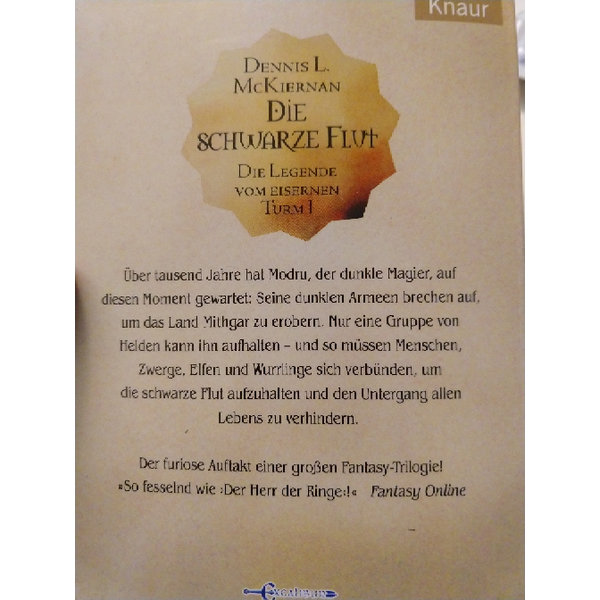 Knaur
DENNIS L.
MCKIERNAN
DIE
SCHWARZE FLUT
DIE LEGENDE
VOM EISERNEN
TURM I
Über tausend Jahre hat Modru, der dunkle Magier, auf
diesen Moment gewartet: Seine dunklen Armeen brechen auf,
um das Land Mithgar zu erobern. Nur eine Gruppe von
Helden kann ihn aufhalten – und so müssen Menschen,
Zwerge, Elfen und Wurrlinge sich verbünden, um
die schwarze Flut aufzuhalten und den Untergang allen
Lebens zu verhindern.
Der furiose Auftakt einer großen Fantasy-Trilogie!
»So fesselnd wie ›Der Herr der Ringe‹!« Fantasy Online
EXCALIBUR